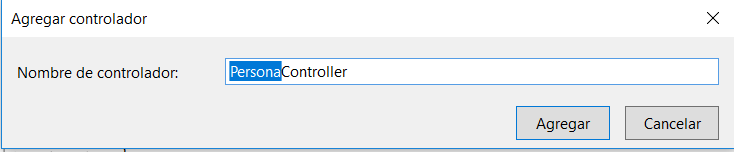 Agregar controlador
Nombre de controlador: PersonaController
Agregar Cancelar